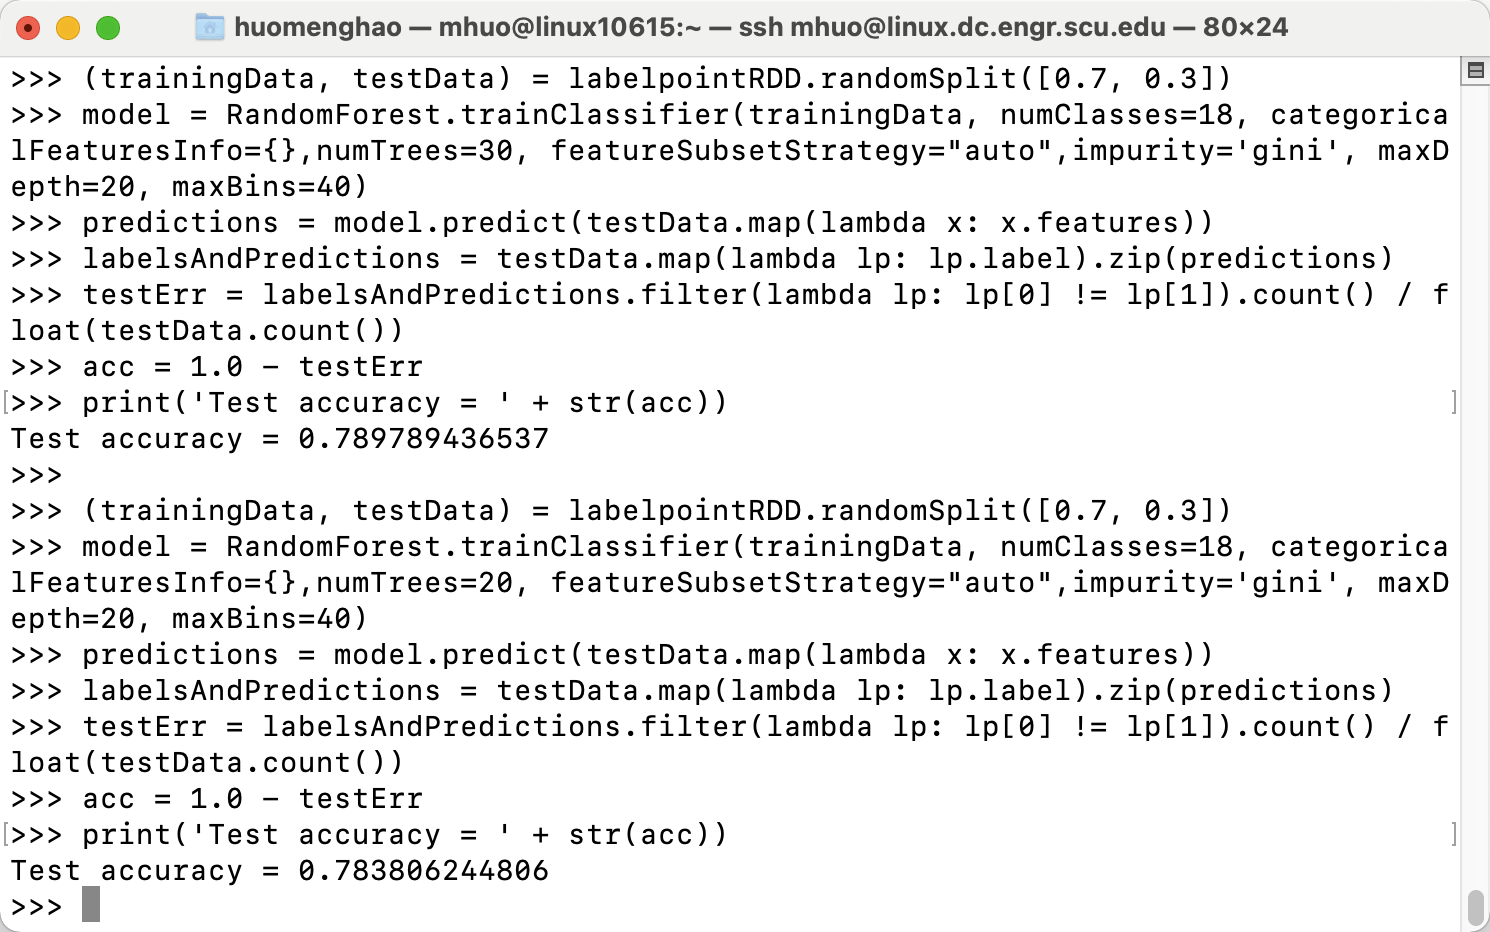 huomenghao — mhuo@linux10615:~ — ssh mhuo@linux.dc.engr.scu.edu — 80×24
>>> (trainingData, testData) = labelpointRDD.randomSplit([0.7, 0.3])
>>> model = RandomForest.trainClassifier(trainingData, numClasses=18, categorica
lFeaturesInfo={},numTrees=30, featureSubsetStrategy="auto",impurity='gini', maxD
epth=20, maxBins=40)
>>> predictions = model.predict(testData.map(lambda x: x.features))
>>> labelsAndPredictions = testData.map(lambda lp: lp.label).zip(predictions)
>>> testErr = labelsAndPredictions.filter(lambda lp: lp[0] != lp[1]).count() / f
loat(testData.count())
>>> acc = 1.0 - testErr
[>>> print('Test accuracy = ' + str(acc))                                        ]
Test accuracy = 0.789789436537
>>>
>>> (trainingData, testData) = labelpointRDD.randomSplit([0.7, 0.3])
>>> model = RandomForest.trainClassifier(trainingData, numClasses=18, categorica
lFeaturesInfo={},numTrees=20, featureSubsetStrategy="auto",impurity='gini', maxD
epth=20, maxBins=40)
>>> predictions = model.predict(testData.map(lambda x: x.features))
>>> labelsAndPredictions = testData.map(lambda lp: lp.label).zip(predictions)
>>> testErr = labelsAndPredictions.filter(lambda lp: lp[0] != lp[1]).count() / f
loat(testData.count())
>>> acc = 1.0 - testErr
[>>> print('Test accuracy = ' + str(acc))                                        ]
Test accuracy = 0.783806244806
>>>